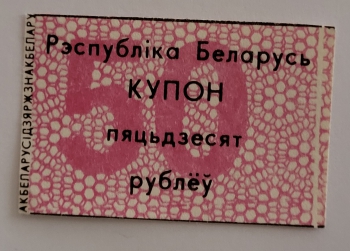 Рэспубліка Беларусь
50
КУПОН
пяцьдзесят
рублёў
АКБЕЛАРУСІДЗЯРЖЗНАКБЕЛАРУ